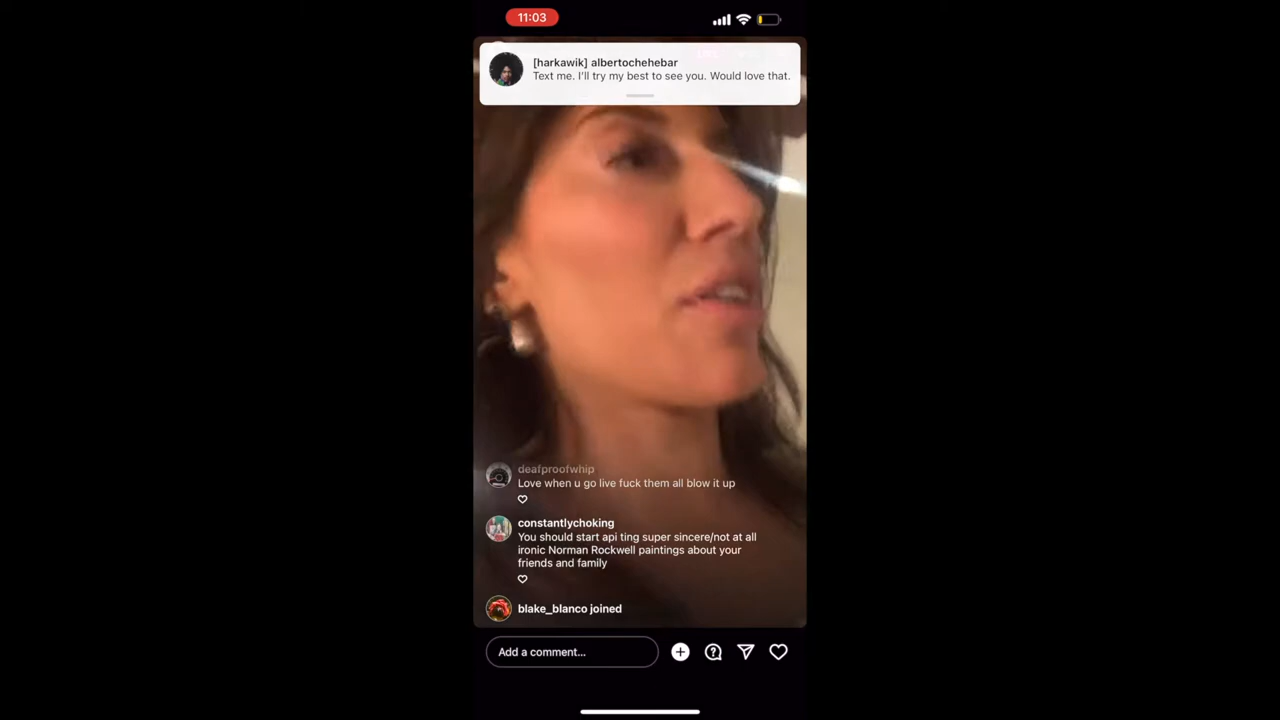 11:03
[harkawik] albertochehebar
Text me. I'll try my best to see you. Would love that.
deafproofwhip
Love when u go live fuck them all blow it up
constantlychoking
You should start api ting super sincere/not at all
ironic Norman Rockwell paintings about your
friends and family
blake_blanco joined
Add a comment...